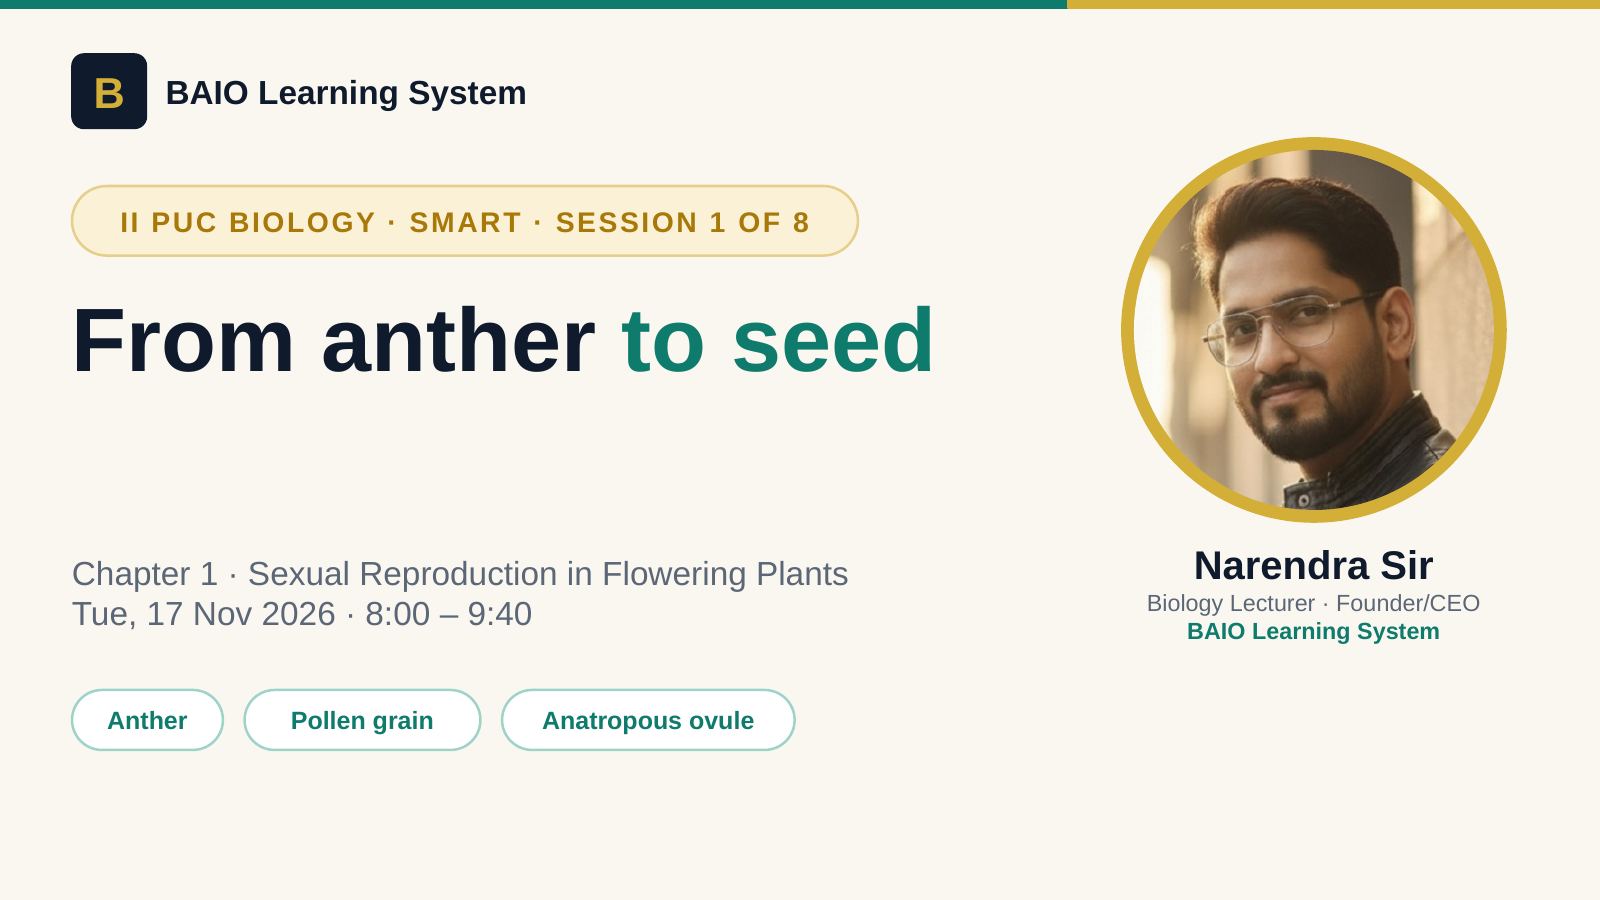 B
BAIO Learning System
II PUC BIOLOGY · SMART · SESSION 1 OF 8
From anther to seed
Chapter 1 · Sexual Reproduction in Flowering Plants
Tue, 17 Nov 2026 · 8:00 – 9:40
Anther
Pollen grain
Anatropous ovule
Narendra Sir
Biology Lecturer · Founder/CEO
BAIO Learning System